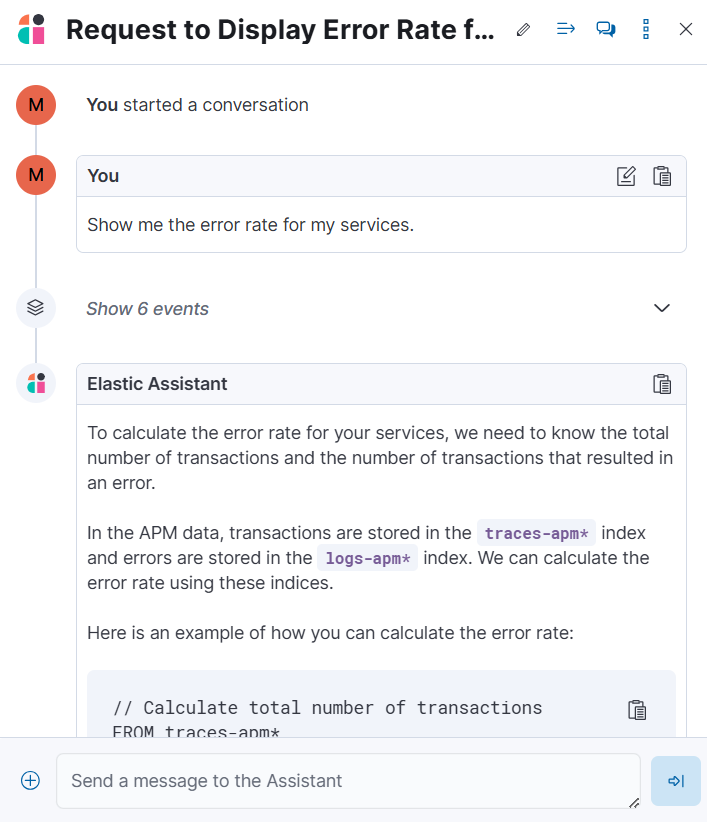 Request to Display Error Rate f...
M
You started a conversation
M
You
Show me the error rate for my services.
Show 6 events
Elastic Assistant
To calculate the error rate for your services, we need to know the total
number of transactions and the number of transactions that resulted in
an error.
In the APM data, transactions are stored in the traces-apm* index
and errors are stored in the logs-apm* index. We can calculate the
error rate using these indices.
Here is an example of how you can calculate the error rate:
// Calculate total number of transactions
FROM traces-apm*
Send a message to the Assistant